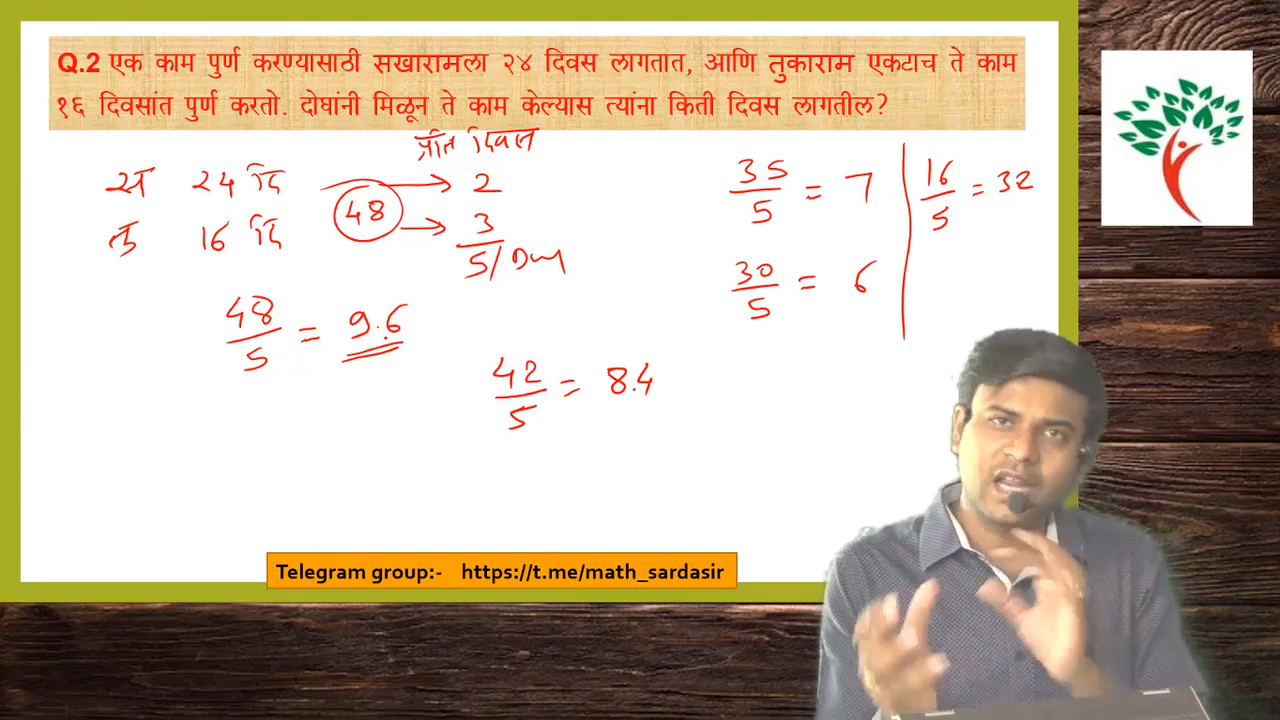 Q.2 एक काम पुर्ण करण्यासाठी सखारामला २४ दिवस लागतात, आणि तुकाराम एकटाच ते काम
१६ दिवसांत पुर्ण करतो. दोघांनी मिळून ते काम केल्यास त्यांना किती दिवस लागतील?
प्रति दिवस
स 24 दि
48
2
त 16 दि
3
5/Day
48/5 = 9.6
42/5 = 8.4
35/5 = 7
30/5 = 6
16/5 = 32
Telegram group:- https://t.me/math_sardasir